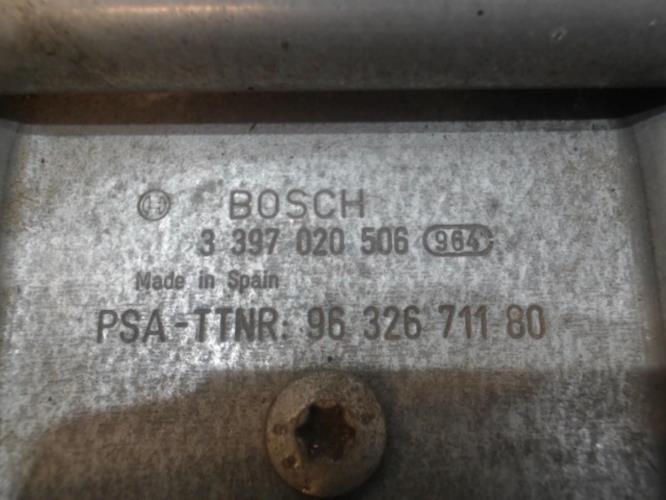 BOSCH
3 397 020 506 964
Made in Spain
PSA-TTNR: 96 326 711 80